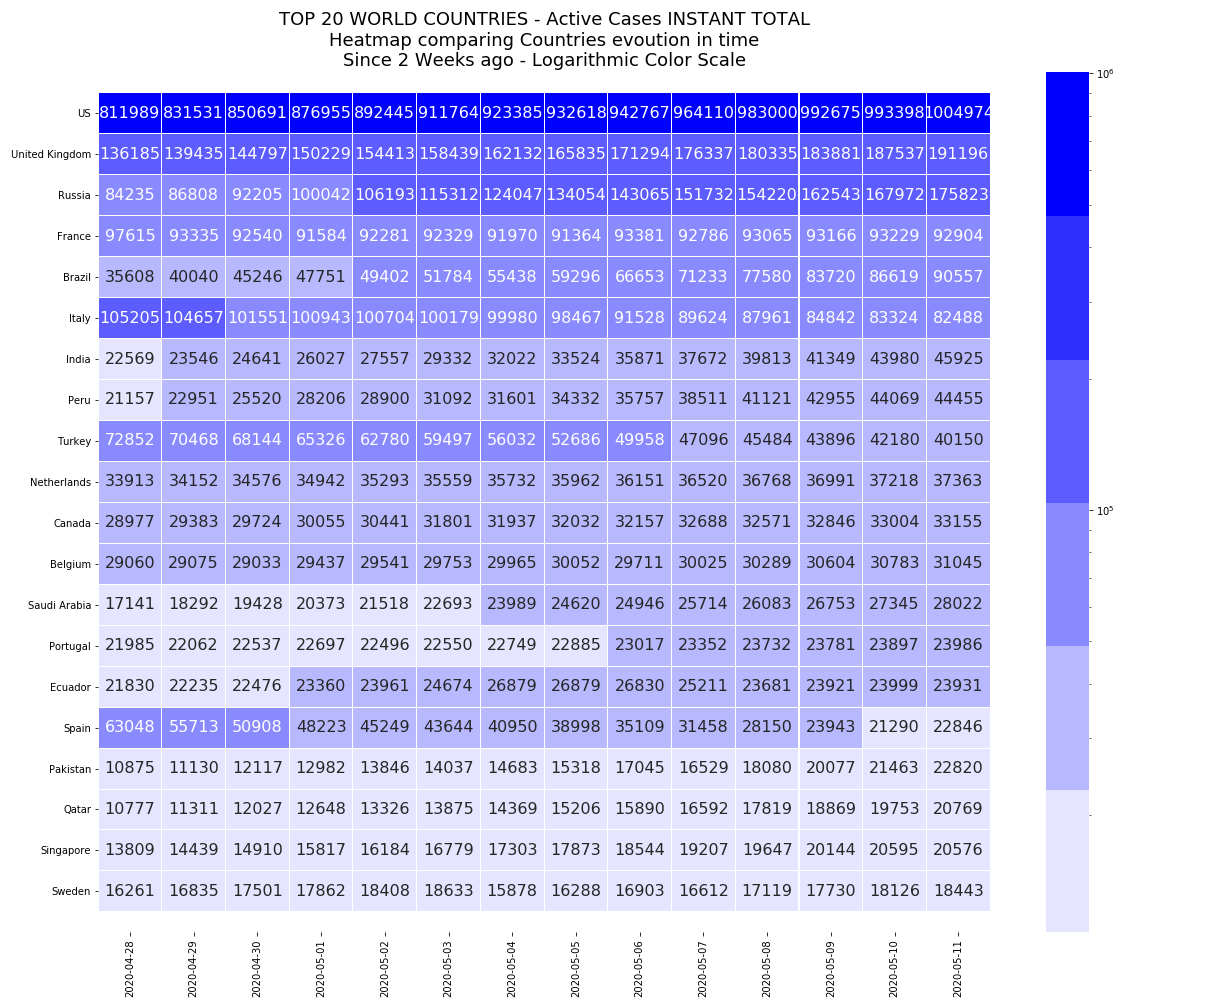 TOP 20 WORLD COUNTRIES - Active Cases INSTANT TOTAL
Heatmap comparing Countries evoution in time
Since 2 Weeks ago - Logarithmic Color Scale
US 811989 831531 850691 876955 892445 911764 923385 932618 942767 964110 983000 992675 993398 1004974
United Kingdom 136185 139435 144797 150229 154413 158439 162132 165835 171294 176337 180335 183881 187537 191196
Russia 84235 86808 92205 100042 106193 115312 124047 134054 143065 151732 154220 162543 167972 175823
France 97615 93335 92540 91584 92281 92329 91970 91364 93381 92786 93065 93166 93229 92904
Brazil 35608 40040 45246 47751 49402 51784 55438 59296 66653 71233 77580 83720 86619 90557
Italy 105205 104657 101551 100943 100704 100179 99980 98467 91528 89624 87961 84842 83324 82488
India 22569 23546 24641 26027 27557 29332 32022 33524 35871 37672 39813 41349 43980 45925
Peru 21157 22951 25520 28206 28900 31092 31601 34332 35757 38511 41121 42955 44069 44455
Turkey 72852 70468 68144 65326 62780 59497 56032 52686 49958 47096 45484 43896 42180 40150
Netherlands 33913 34152 34576 34942 35293 35559 35732 35962 36151 36520 36768 36991 37218 37363
Canada 28977 29383 29724 30055 30441 31801 31937 32032 32157 32688 32571 32846 33004 33155
Belgium 29060 29075 29033 29437 29541 29753 29965 30052 29711 30025 30289 30604 30783 31045
Saudi Arabia 17141 18292 19428 20373 21518 22693 23989 24620 24946 25714 26083 26753 27345 28022
Portugal 21985 22062 22537 22697 22496 22550 22749 22885 23017 23352 23732 23781 23897 23986
Ecuador 21830 22235 22476 23360 23961 24674 26879 26879 26830 25211 23681 23921 23999 23931
Spain 63048 55713 50908 48223 45249 43644 40950 38998 35109 31458 28150 23943 21290 22846
Pakistan 10875 11130 12117 12982 13846 14037 14683 15318 17045 16529 18080 20077 21463 22820
Qatar 10777 11311 12027 12648 13326 13875 14369 15206 15890 16592 17819 18869 19753 20769
Singapore 13809 14439 14910 15817 16184 16779 17303 17873 18544 19207 19647 20144 20595 20576
Sweden 16261 16835 17501 17862 18408 18633 15878 16288 16903 16612 17119 17730 18126 18443
2020-04-28 2020-04-29 2020-04-30 2020-05-01 2020-05-02 2020-05-03 2020-05-04 2020-05-05 2020-05-06 2020-05-07 2020-05-08 2020-05-09 2020-05-10 2020-05-11
10⁶
10⁵